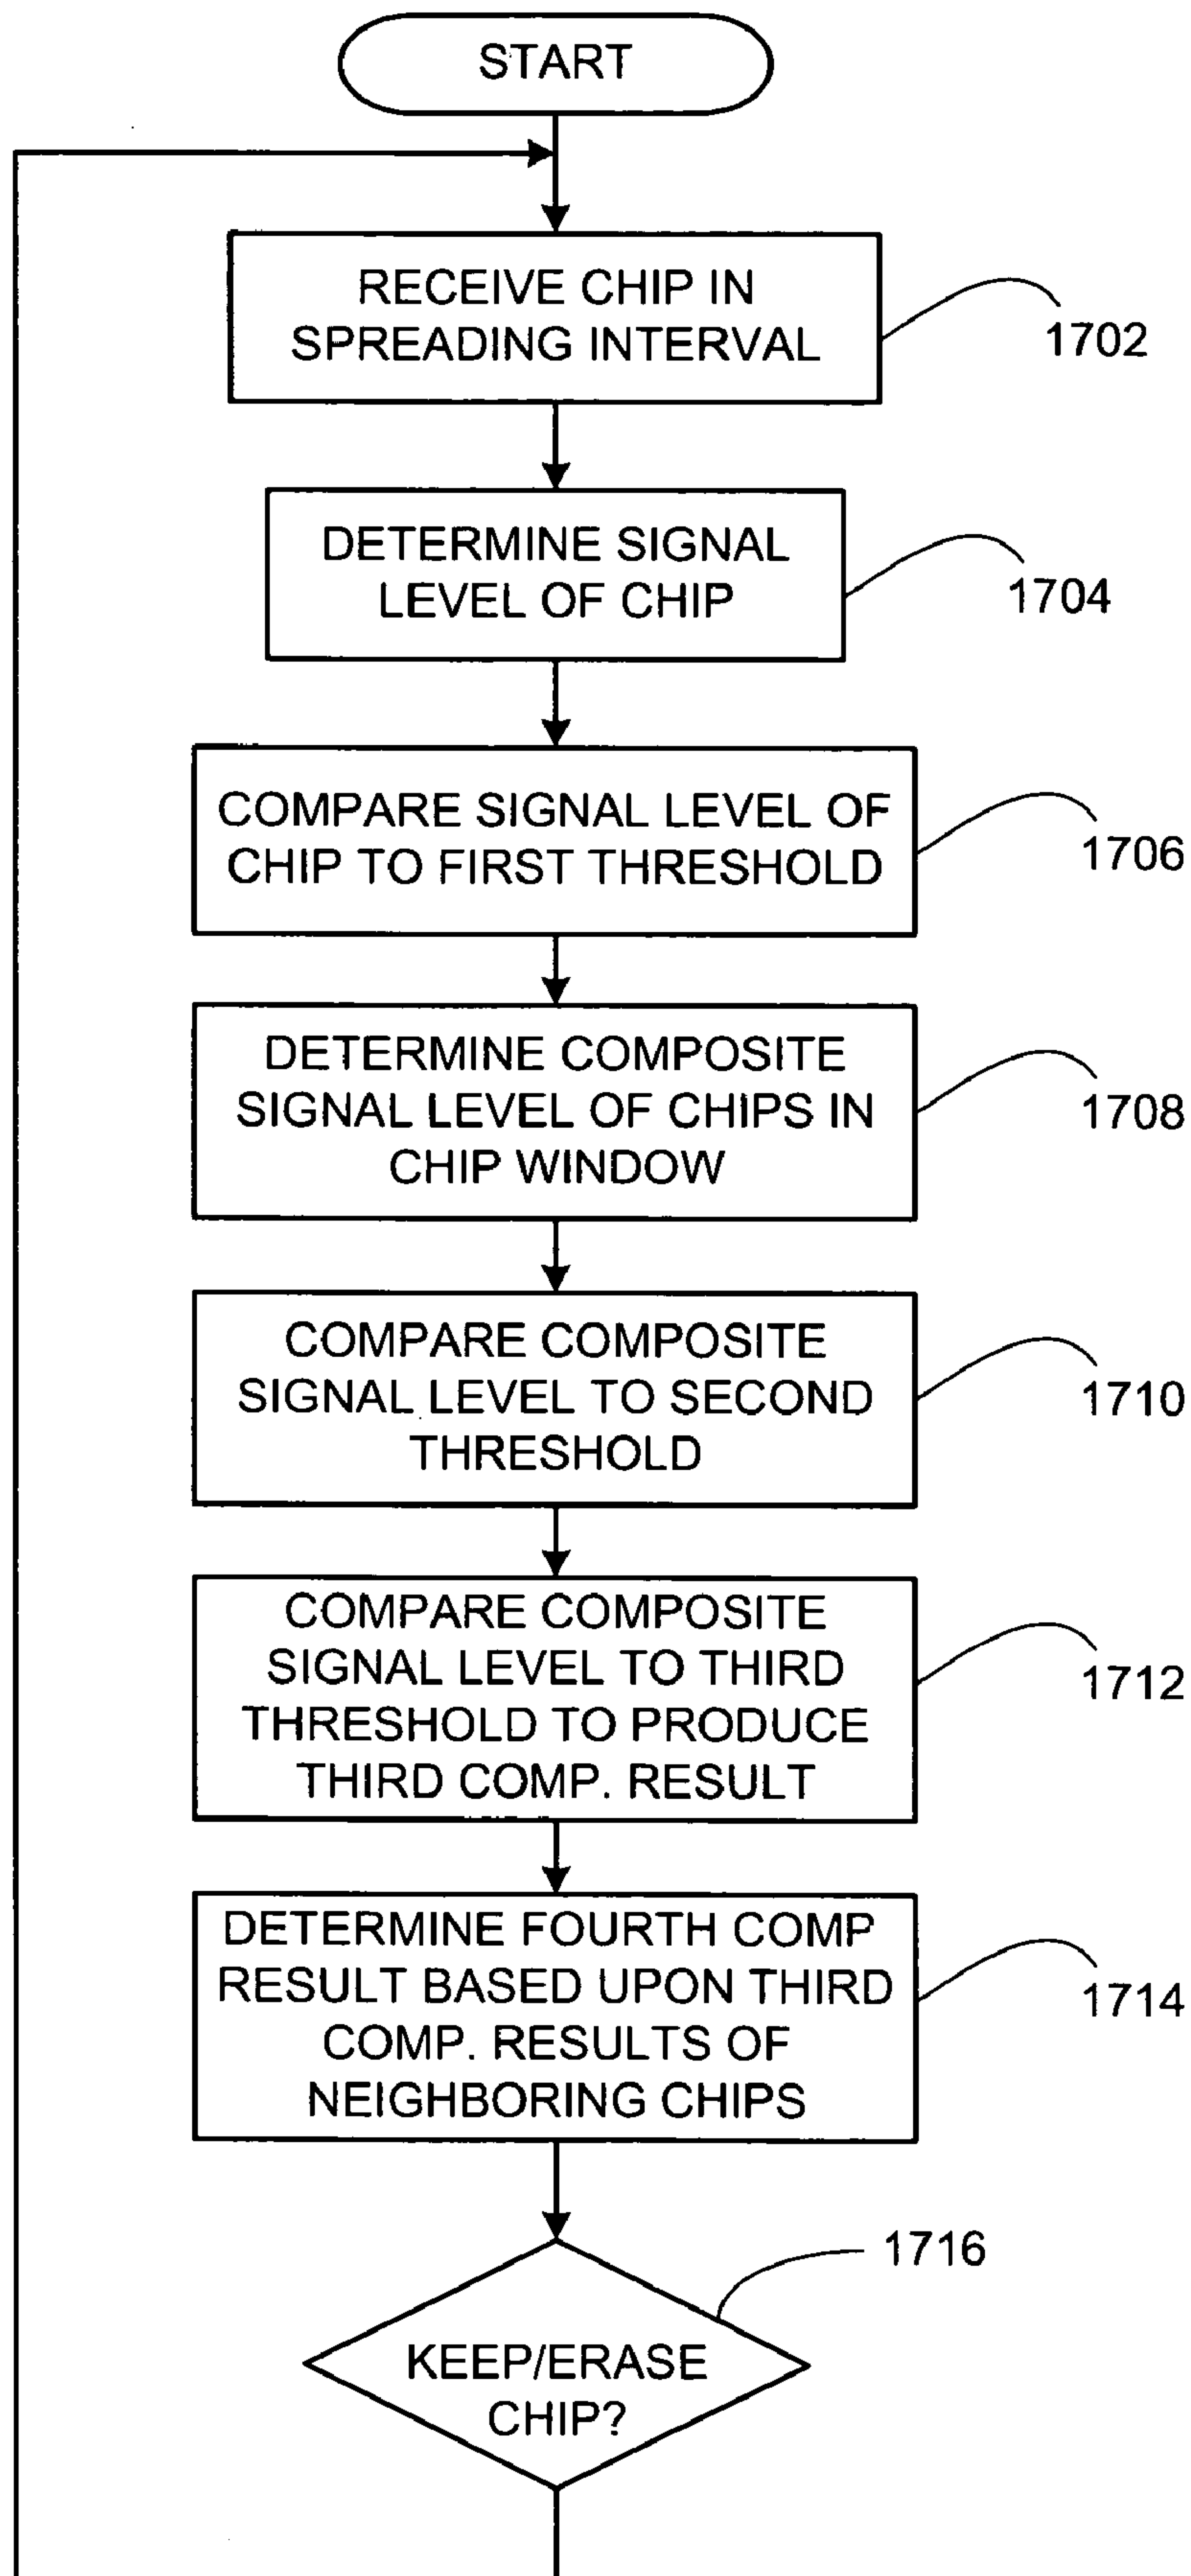 START
RECEIVE CHIP IN
SPREADING INTERVAL
1702
DETERMINE SIGNAL
LEVEL OF CHIP
1704
COMPARE SIGNAL LEVEL OF
CHIP TO FIRST THRESHOLD
1706
DETERMINE COMPOSITE
SIGNAL LEVEL OF CHIPS IN
CHIP WINDOW
1708
COMPARE COMPOSITE
SIGNAL LEVEL TO SECOND
THRESHOLD
1710
COMPARE COMPOSITE
SIGNAL LEVEL TO THIRD
THRESHOLD TO PRODUCE
THIRD COMP. RESULT
1712
DETERMINE FOURTH COMP
RESULT BASED UPON THIRD
COMP. RESULTS OF
NEIGHBORING CHIPS
1714
1716
KEEP/ERASE
CHIP?